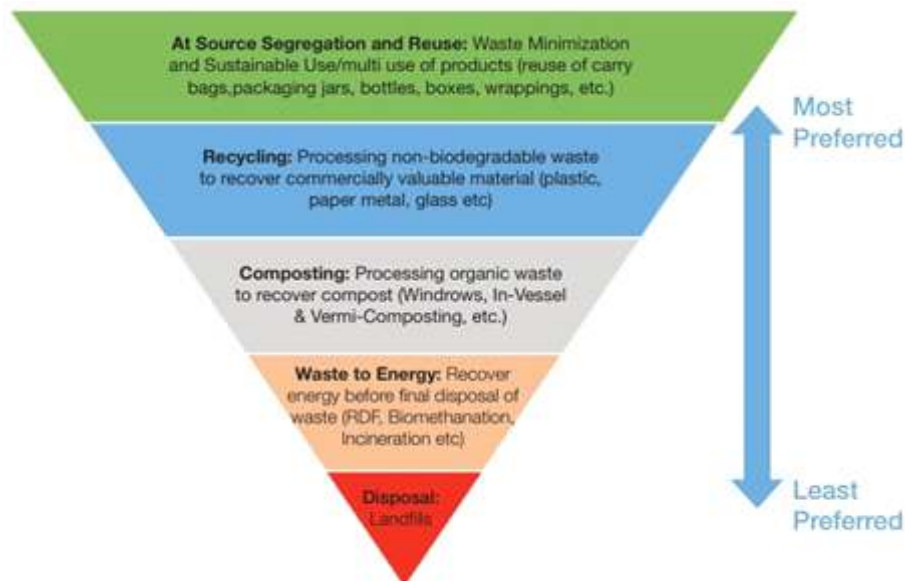 At Source Segregation and Reuse: Waste Minimization
and Sustainable Use/multi use of products (reuse of carry
bags,packaging jars, bottles, boxes, wrappings, etc.)
Most
Preferred
Recycling: Processing non-biodegradable waste
to recover commercially valuable material (plastic,
paper metal, glass etc)
Composting: Processing organic waste
to recover compost (Windrows, In-Vessel
& Vermi-Composting, etc.)
Waste to Energy: Recover
energy before final disposal of
waste (RDF, Biomethanation,
Incineration etc)
Disposal:
Landfills
Least
Preferred